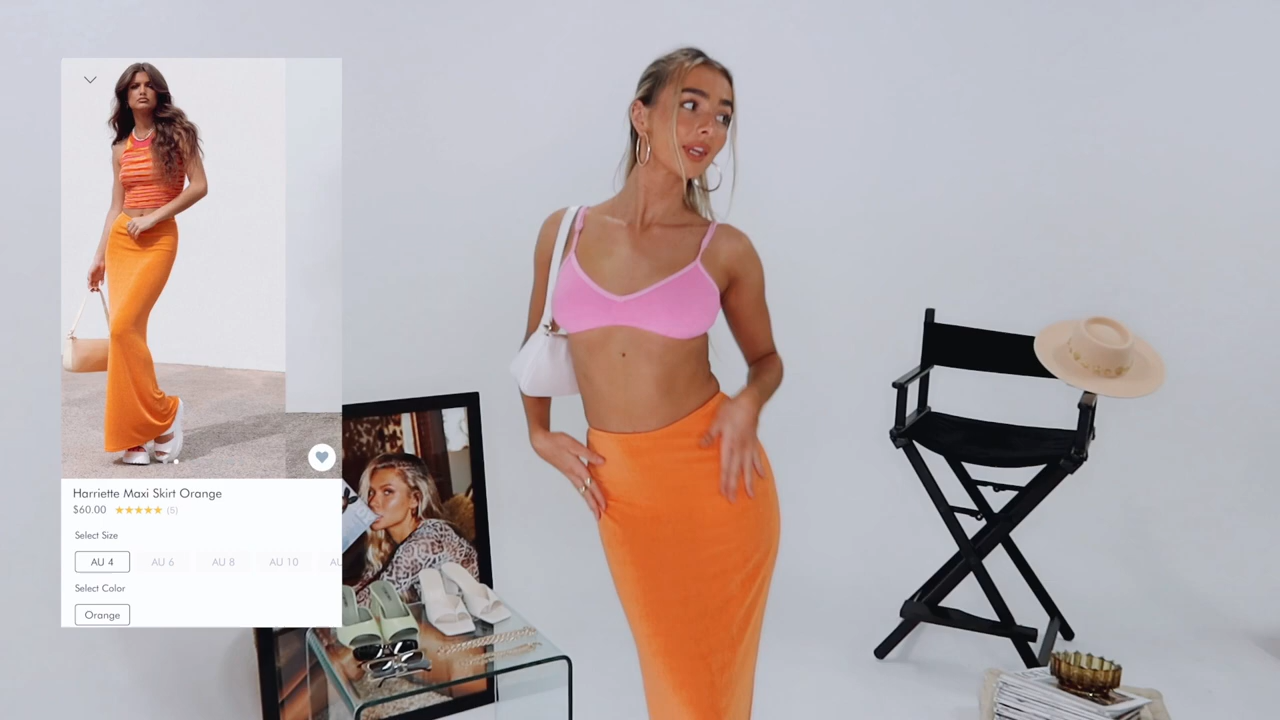 Harriette Maxi Skirt Orange
$60.00 ★★★★★ (5)
Select Size
AU 4 AU 6 AU 8 AU 10 AU
Select Color
Orange